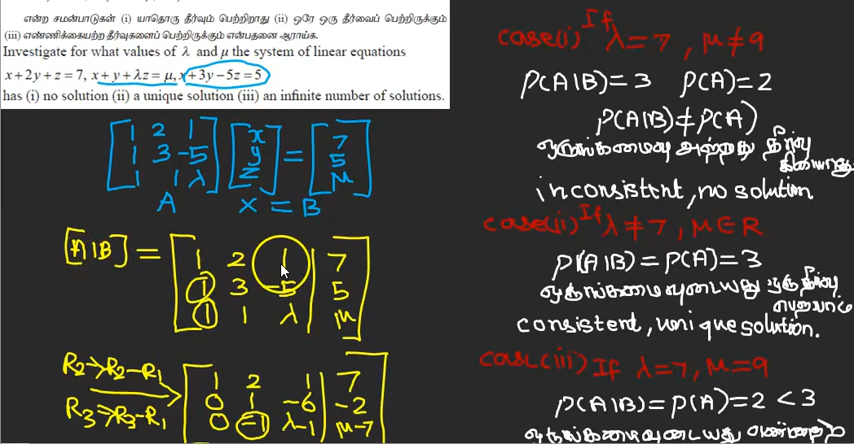 என்ற சமன்பாடுகள் (i) யாதொரு தீர்வும் பெற்றிறாது (ii) ஒரே ஒரு தீர்வைப் பெற்றிருக்கும்
(iii) எண்ணிக்கையற்ற தீர்வுகளைப் பெற்றிருக்கும் என்பதனை ஆராய்க.
Investigate for what values of λ and μ the system of linear equations
x+2y+z=7, x+y+λz=μ, x+3y−5z=5
has (i) no solution (ii) a unique solution (iii) an infinite number of solutions.
[1 2 1] [x] = [7]
[1 3 -5] [y] [5]
[1 1 λ] [z] [μ]
A X = B
[A|B] = [1 2 1 | 7]
[1 3 -5 | 5]
[1 1 λ | μ]
R2→R2-R1
R3→R3-R1
[1 2 1 | 7]
[0 1 -6 | -2]
[0 -1 λ-1 | μ-7]
case(i) If λ=7, μ≠9
ρ(A|B)=3 ρ(A)=2
ρ(A|B)≠ρ(A)
அற்றது தீர்வு
inconsistent, no solution
case(ii) If λ≠7, μ∈R
ρ(A|B)=ρ(A)=3
consistent, unique solution.
case(iii) If λ=7, μ=9
ρ(A|B)=ρ(A)=2<3